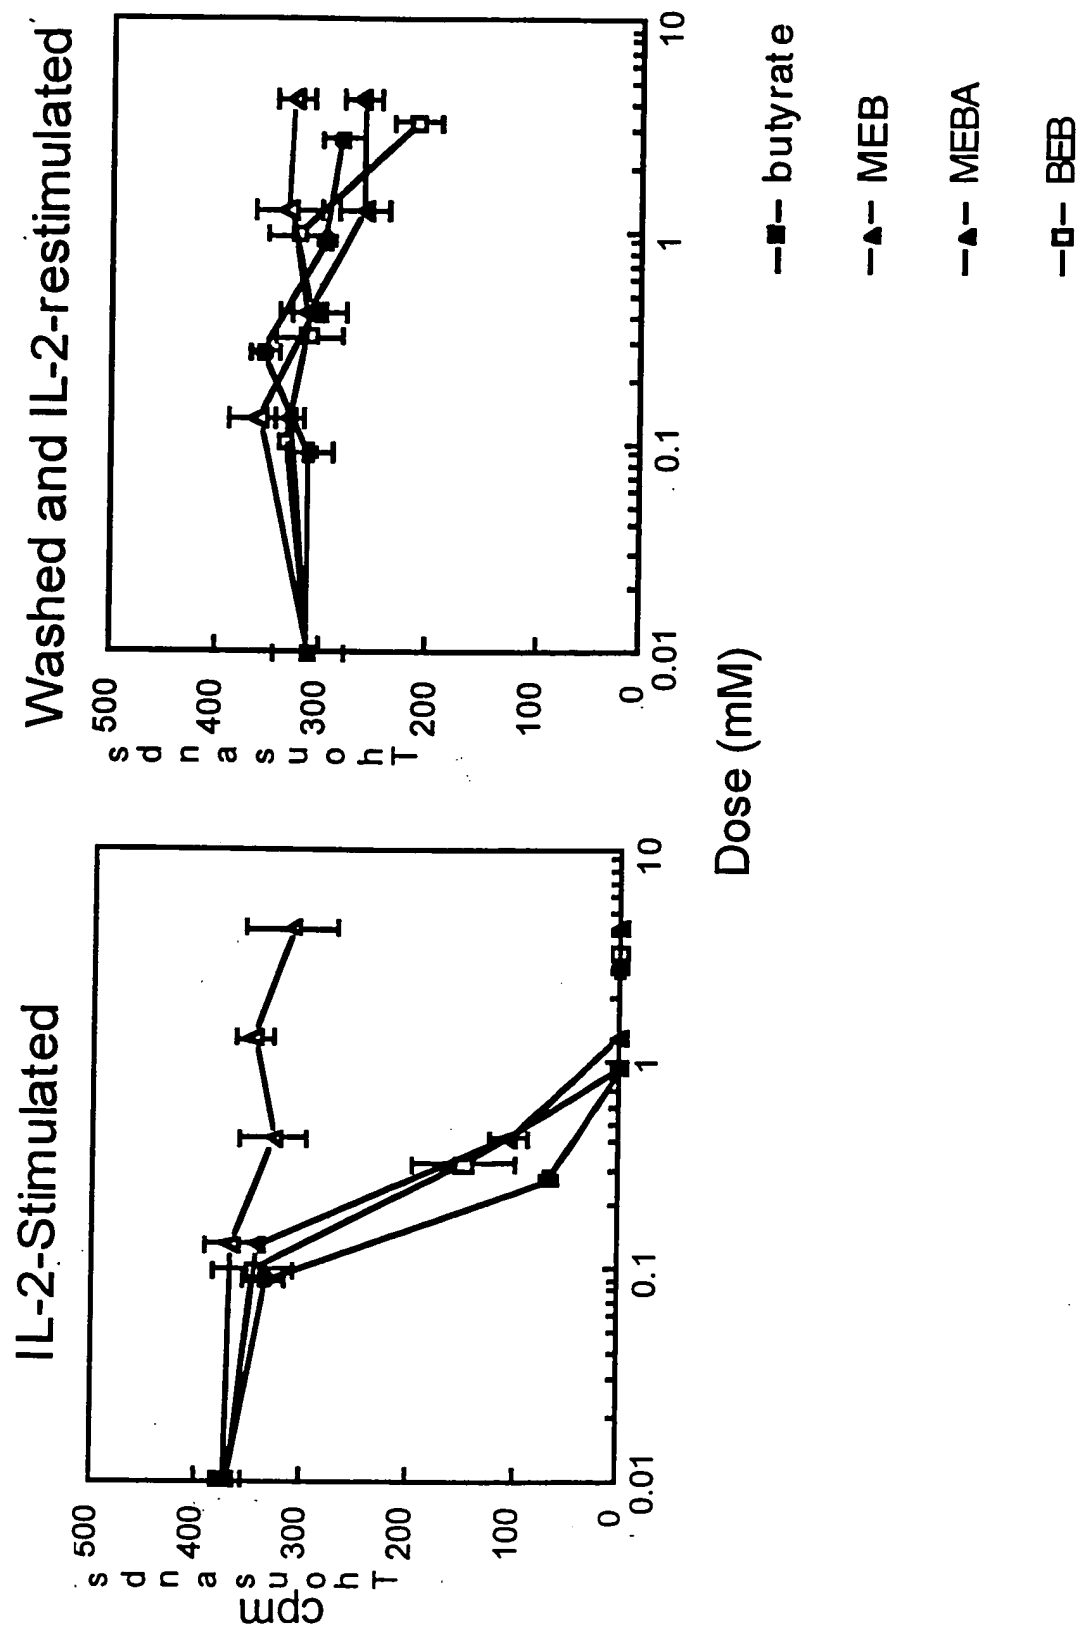 IL-2-Stimulated
cpm
Thousands
500
400
300
200
100
0
0.01
0.1
1
10
Washed and IL-2-restimulated
Thousands
500
400
300
200
0
0.01
0.1
1
10
Dose (mM)
butyrate
MEB
MEBA
BEB